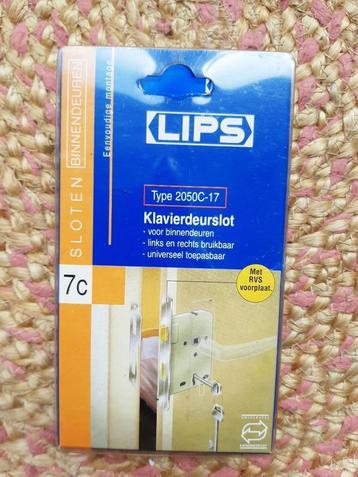 LIPS
Type 2050C-17
Klavierdeurslot
- voor binnendeuren
- links en rechts bruikbaar
- universeel toepasbaar
Met
RVS
voorplaat.
SLOTEN
BINNENDEUREN
Eenvoudige montage
7c